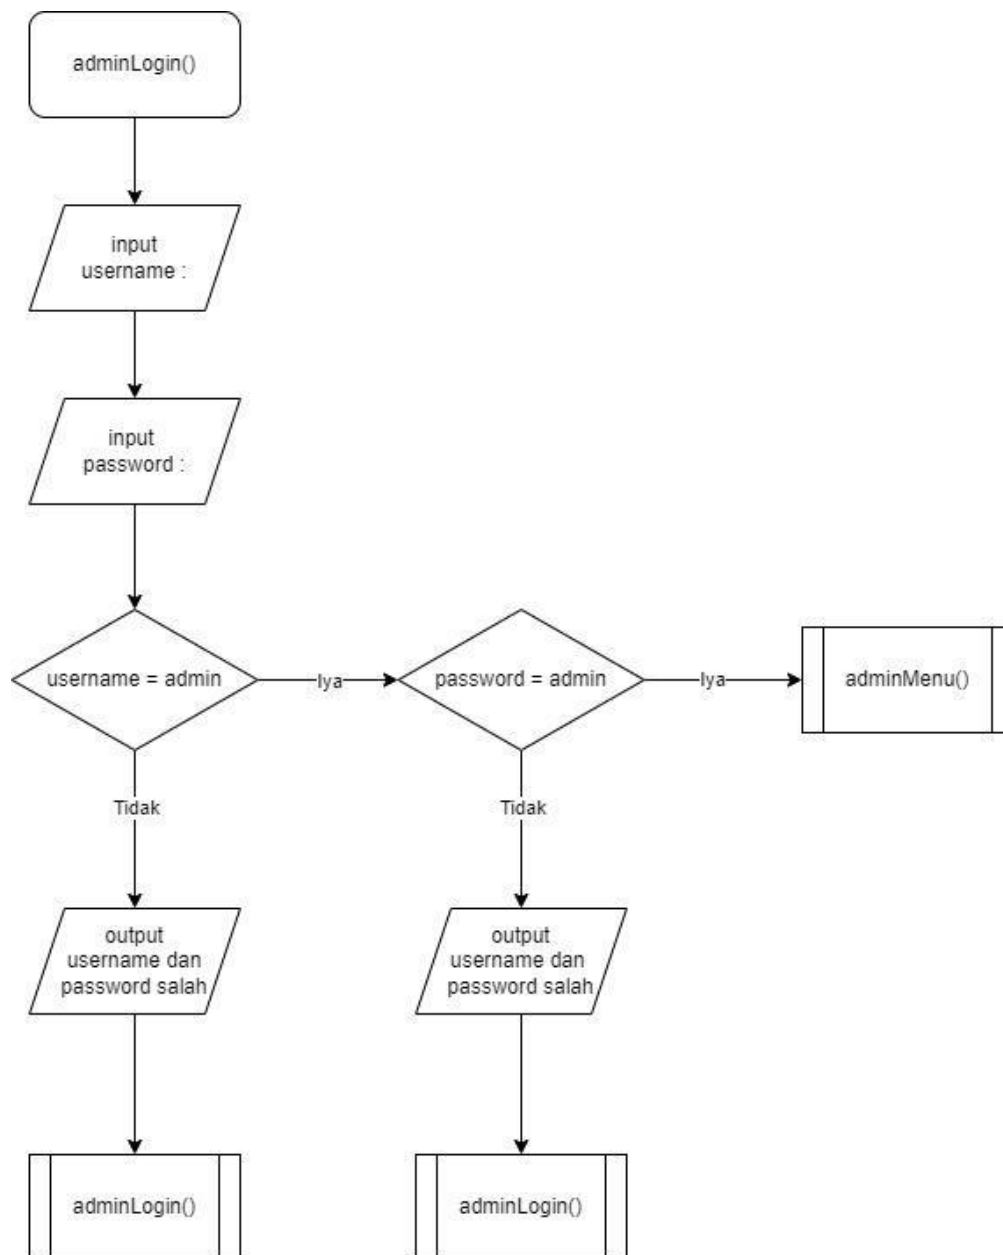 adminLogin()
input
username :
input
password :
username = admin
Iya
password = admin
Iya
adminMenu()
Tidak
Tidak
output
username dan
password salah
output
username dan
password salah
adminLogin()
adminLogin()